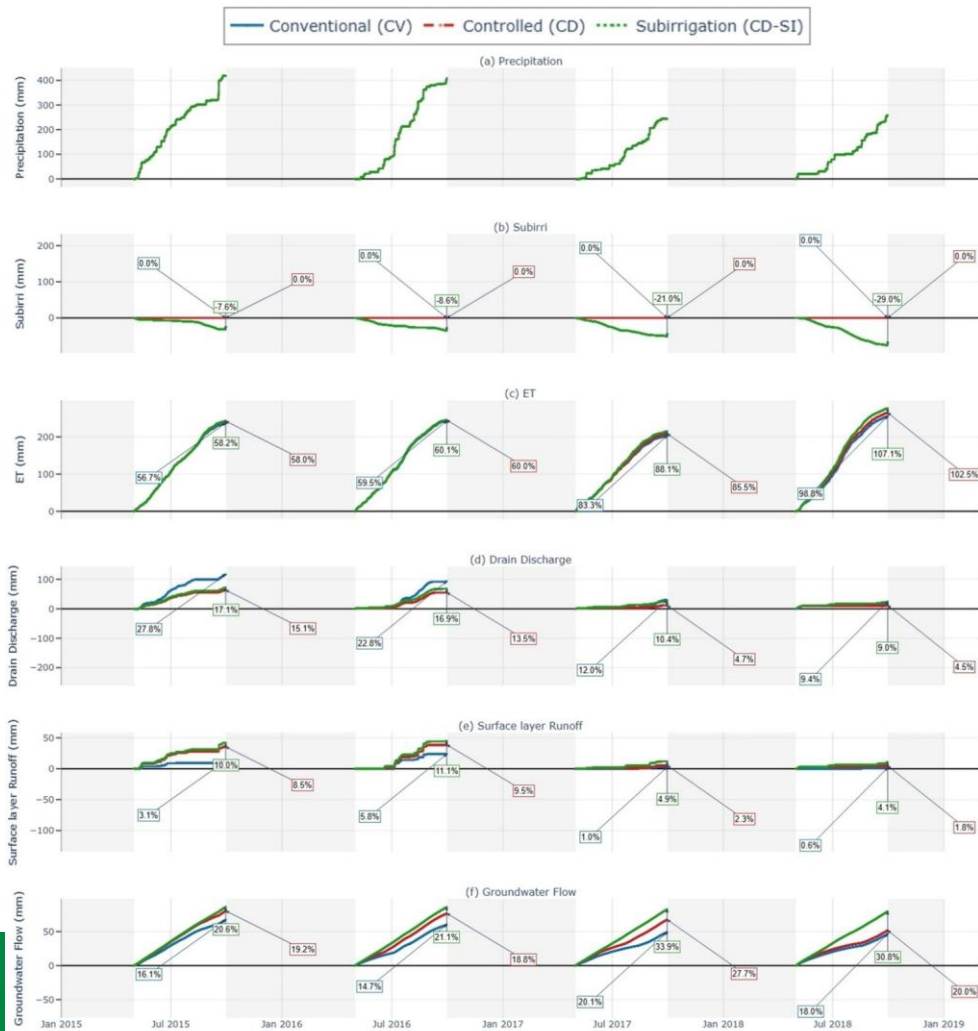 Conventional (CV) Controlled (CD) Subirrigation (CD-SI)
(a) Precipitation
Precipitation (mm)
400
300
200
100
0
(b) Subirri
Subirri (mm)
200
100
0
0.0% -7.6% 0.0%
0.0% -8.6% 0.0%
0.0% -21.0% 0.0%
0.0% -29.0% 0.0%
(c) ET
ET (mm)
200
100
0
56.7% 58.2% 58.0%
59.5% 60.1% 60.0%
83.3% 88.1% 85.5%
98.8% 107.1% 102.5%
(d) Drain Discharge
Drain Discharge (mm)
100
0
−100
−200
27.8% 17.1% 15.1%
22.8% 16.9% 13.5%
12.0% 10.4% 4.7%
9.4% 9.0% 4.5%
(e) Surface layer Runoff
Surface layer Runoff (mm)
50
0
−50
−100
3.1% 10.0% 8.5%
5.8% 11.1% 9.5%
1.0% 4.9% 2.3%
0.6% 4.1% 1.8%
(f) Groundwater Flow
Groundwater Flow (mm)
50
0
−50
16.1% 20.6% 19.2%
14.7% 21.1% 18.8%
20.1% 33.9% 27.7%
18.0% 30.8% 20.0%
Jan 2015 Jul 2015 Jan 2016 Jul 2016 Jan 2017 Jul 2017 Jan 2018 Jul 2018 Jan 2019